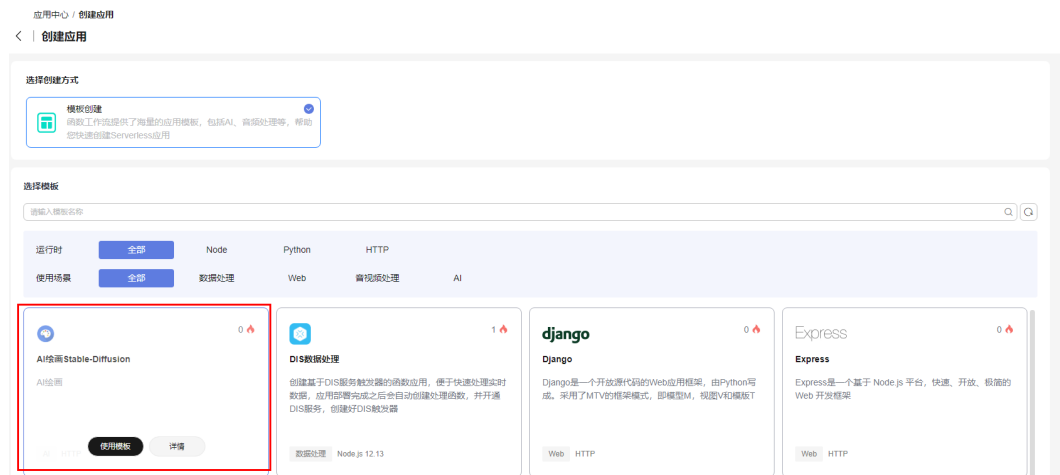 应用中心 / 创建应用
创建应用
选择创建方式
模板创建
函数工作流提供了海量的应用模板，包括AI、音频处理等，帮助
您快速创建Serverless应用
选择模板
请输入模板名称
运行时 全部 Node Python HTTP
使用场景 全部 数据处理 Web 音视频处理 AI
0
AI绘画Stable-Diffusion
AI绘画
AI HTTP
使用模板 详情
1
DIS数据处理
创建基于DIS服务触发器的函数应用，便于快速处理实时
数据，应用部署完成之后会自动创建处理函数，并开通
DIS服务，创建好DIS触发器
数据处理 Node.js 12.13
django
0
Django
Django是一个开放源代码的Web应用框架，由Python写
成。采用了MTV的框架模式，即模型M，视图V和模版T
Web HTTP
Express
0
Express
Express是一个基于 Node.js 平台，快速、开放、极简的
Web 开发框架
Web HTTP